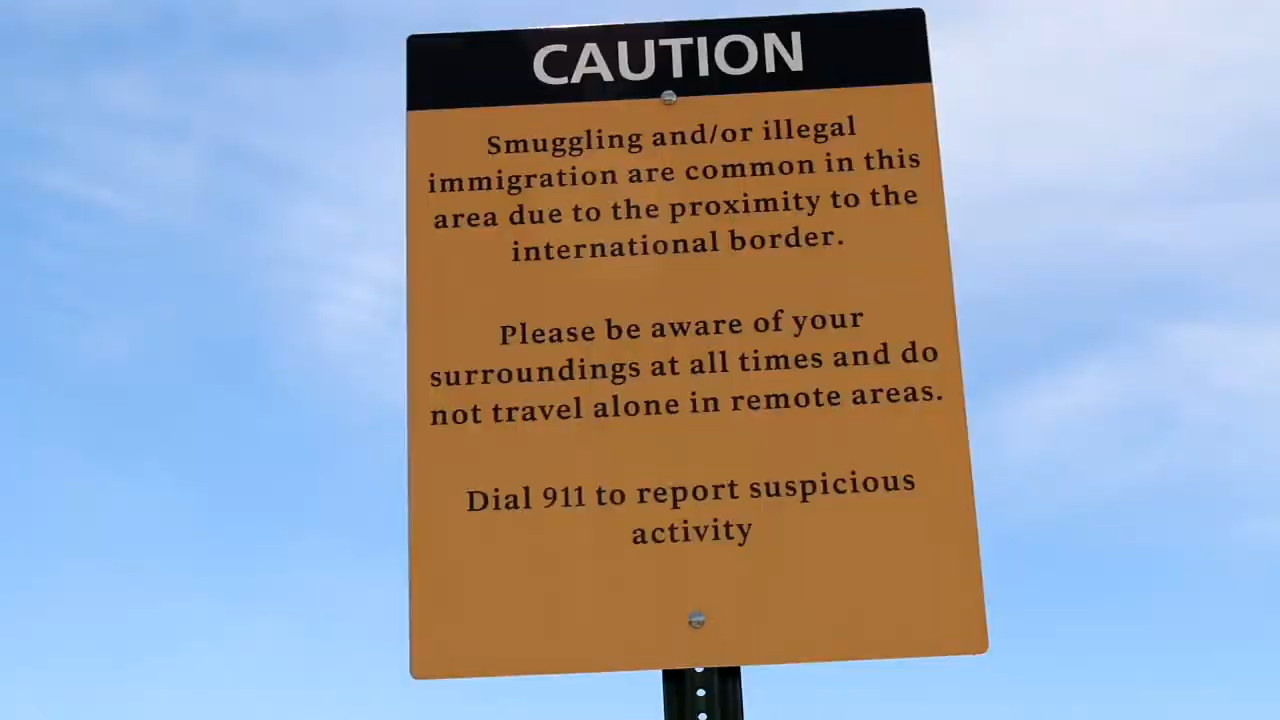 CAUTION
Smuggling and/or illegal
immigration are common in this
area due to the proximity to the
international border.
Please be aware of your
surroundings at all times and do
not travel alone in remote areas.
Dial 911 to report suspicious
activity